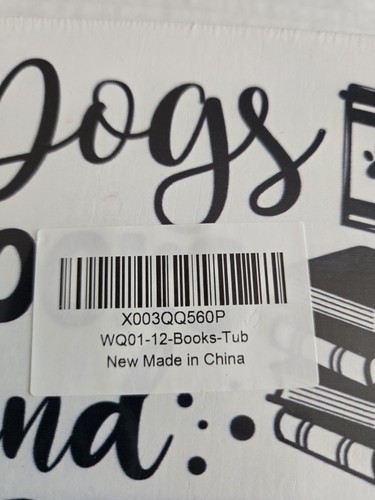 Dogs
X003QQ560P
WQ01-12-Books-Tub
New Made in China